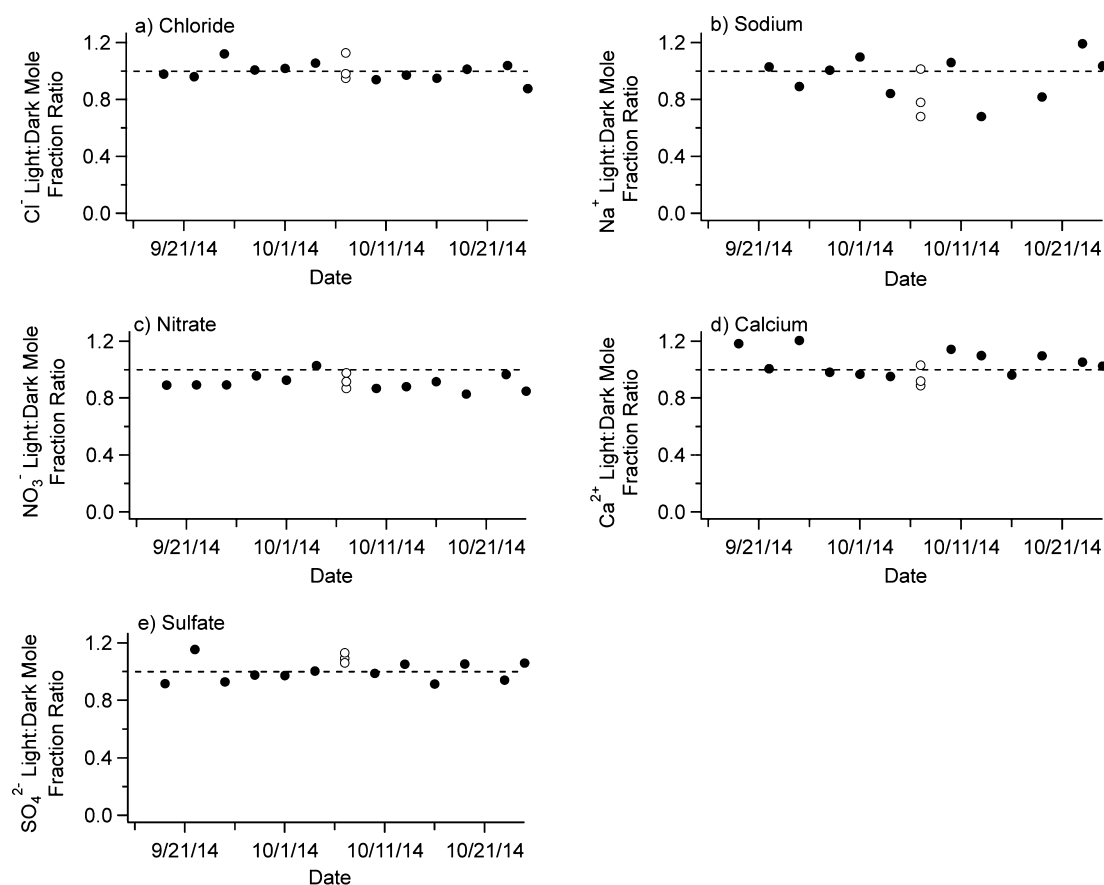 a) Chloride
Cl⁻ Light:Dark Mole
Fraction Ratio
1.2
0.8
0.4
0.0
9/21/14 10/1/14 10/11/14 10/21/14
Date
b) Sodium
Na⁺ Light:Dark Mole
Fraction Ratio
1.2
0.8
0.4
0.0
9/21/14 10/1/14 10/11/14 10/21/14
Date
c) Nitrate
NO₃⁻ Light:Dark Mole
Fraction Ratio
1.2
0.8
0.4
0.0
9/21/14 10/1/14 10/11/14 10/21/14
Date
d) Calcium
Ca²⁺ Light:Dark Mole
Fraction Ratio
1.2
0.8
0.4
0.0
9/21/14 10/1/14 10/11/14 10/21/14
Date
e) Sulfate
SO₄²⁻ Light:Dark Mole
Fraction Ratio
1.2
0.8
0.4
0.0
9/21/14 10/1/14 10/11/14 10/21/14
Date